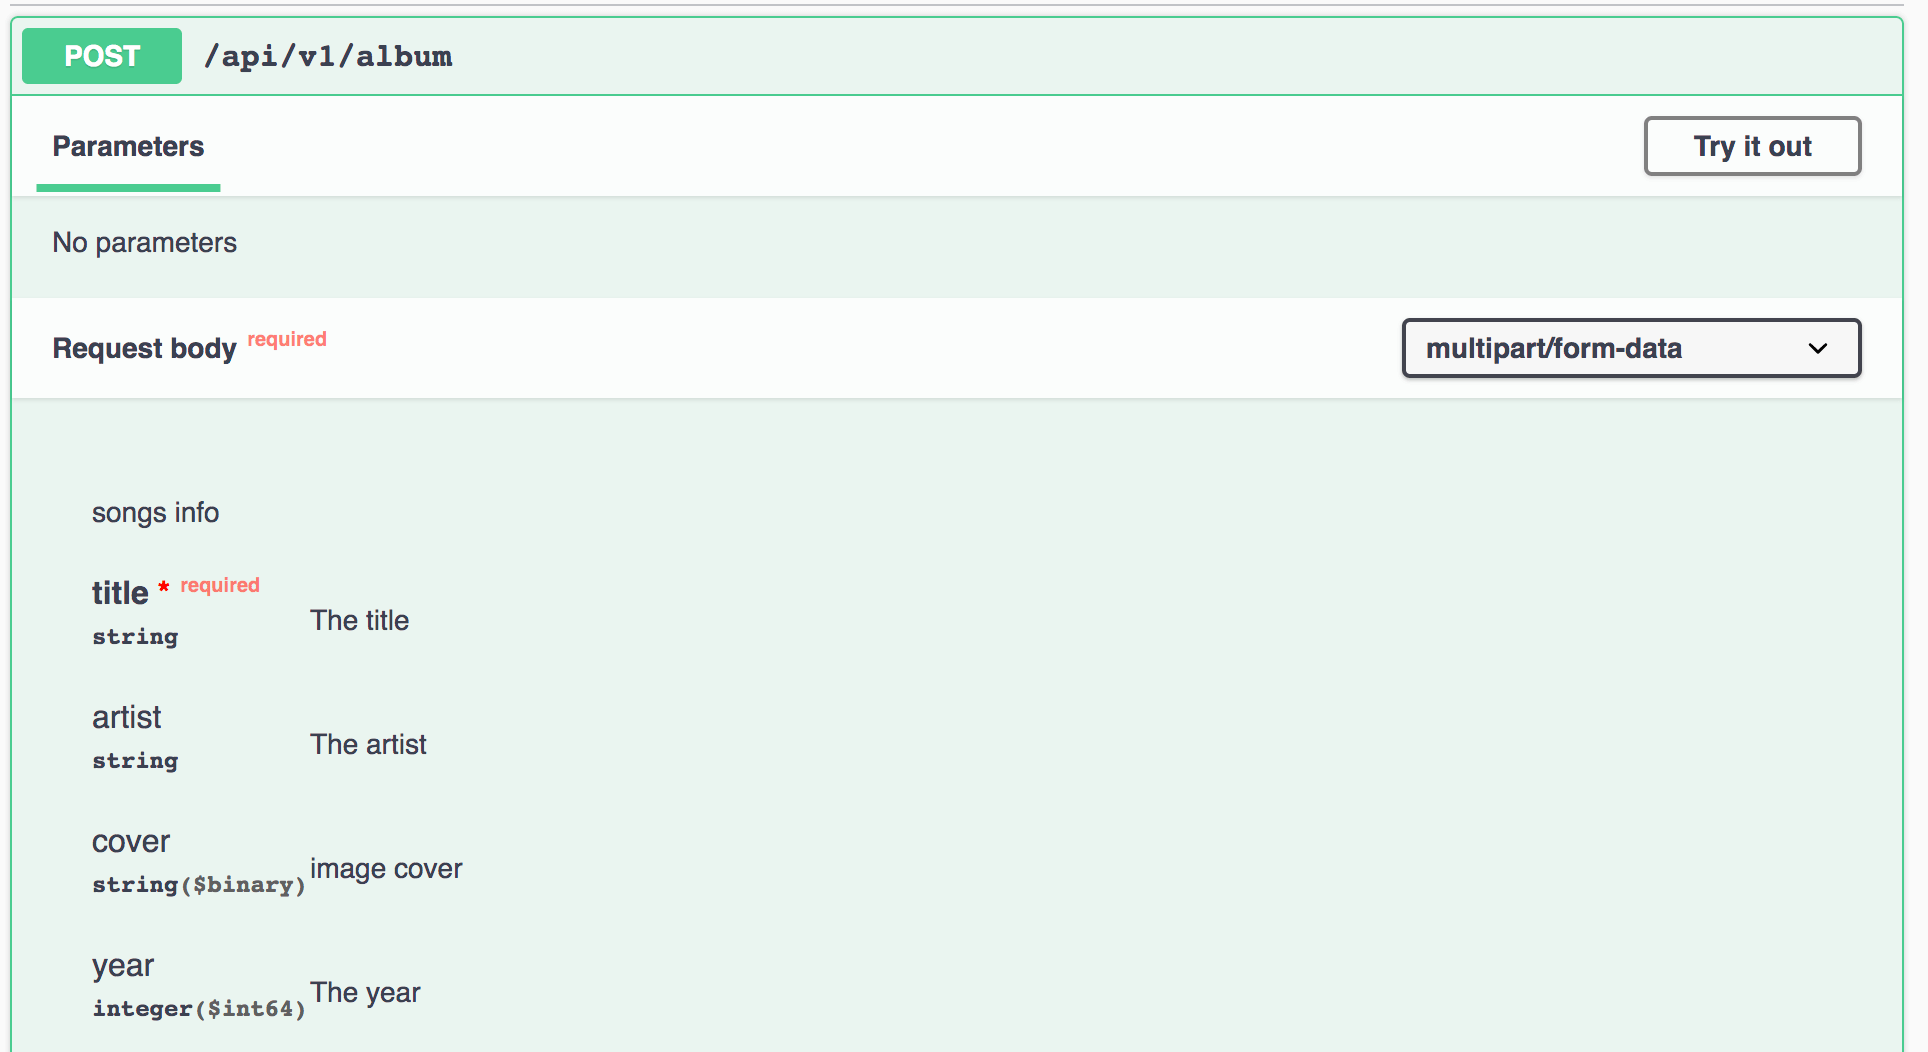 POST /api/v1/album
Parameters
Try it out
No parameters
Request body required
multipart/form-data
songs info
title * required
string
The title
artist
string
The artist
cover
string($binary)
image cover
year
integer($int64)
The year